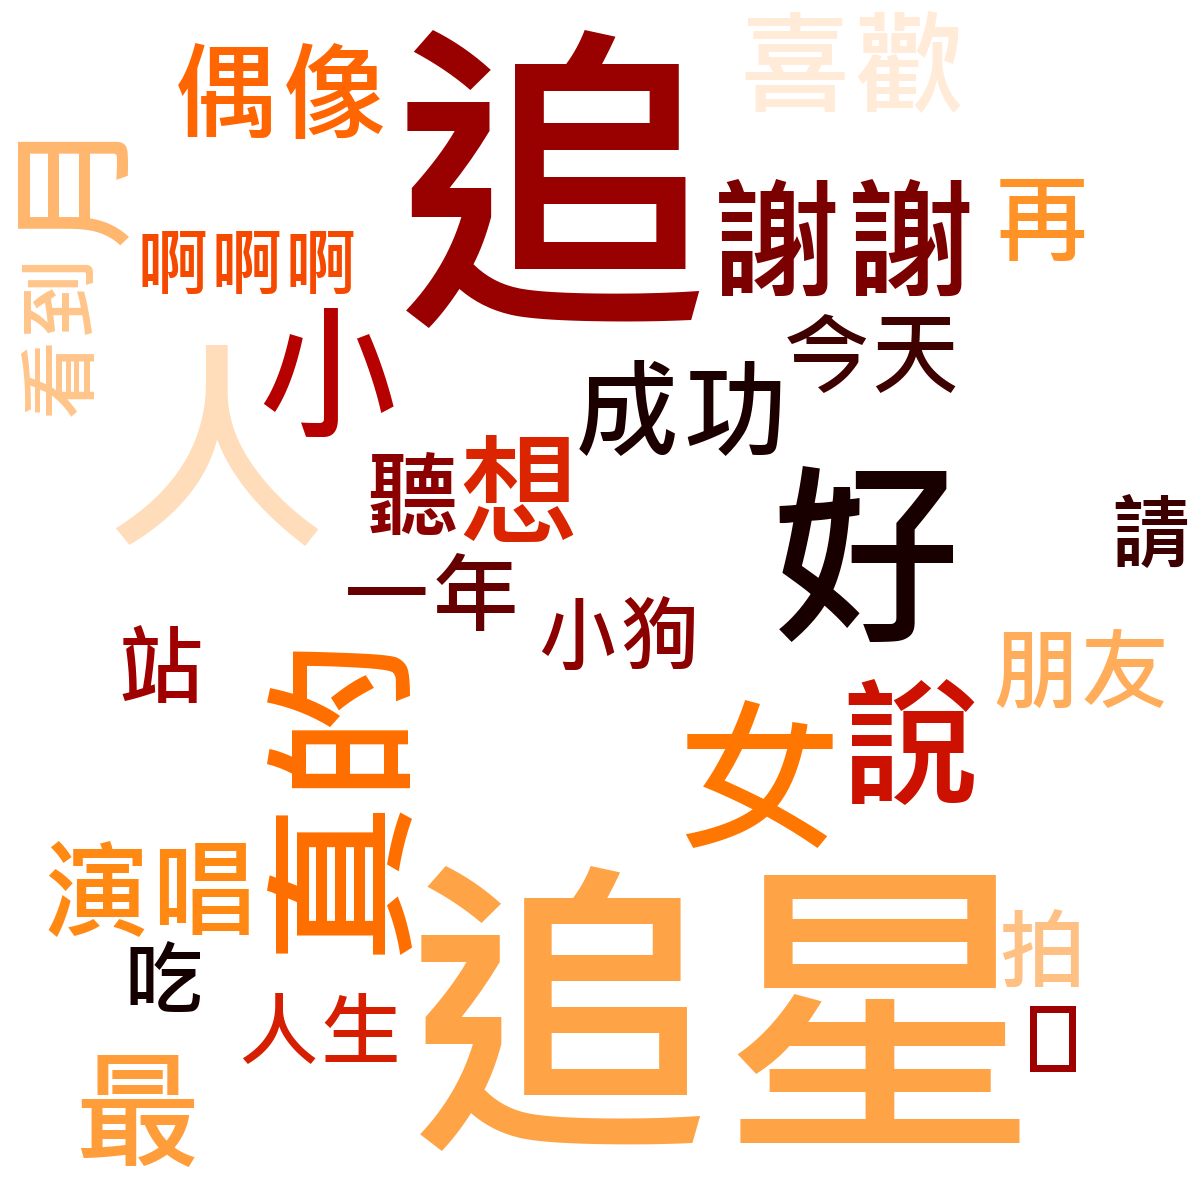 追
喜歡
偶像
月
謝謝
再
啊啊啊
看到
小
今天
人
成功
聽
想
好
請
一年
小狗
站
朋友
真的
說
女
演唱
追星
拍
吃
人生
最